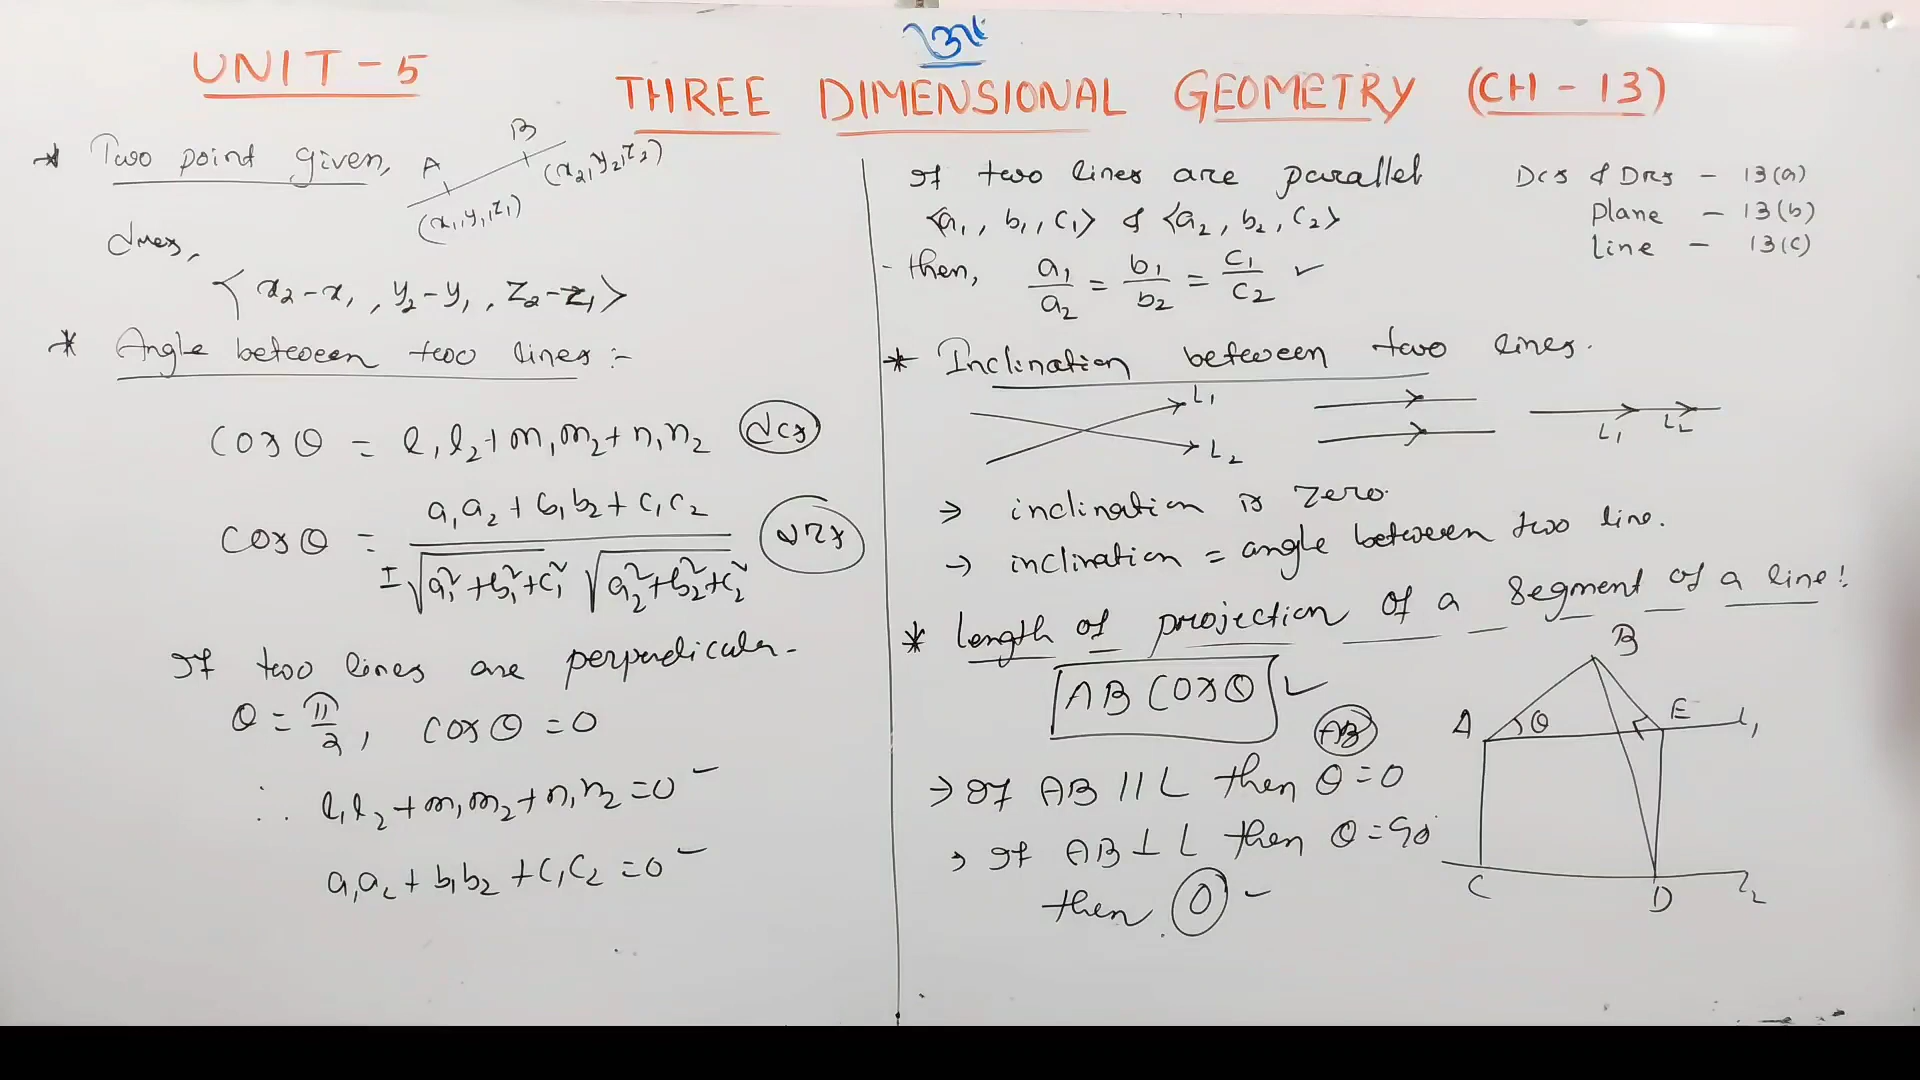 UNIT - 5
THREE DIMENSIONAL GEOMETRY (CH - 13)
* Two point given,
A B
(x₁, y₁, z₁) (x₂, y₂, z₂)
drs,
<x₂-x₁, y₂-y₁, z₂-z₁>
* Angle between two lines :-
cos θ = l₁l₂ + m₁m₂ + n₁n₂ dcs
cos θ = a₁a₂ + b₁b₂ + c₁c₂ / ± √a₁²+b₁²+c₁² √a₂²+b₂²+c₂² drs
If two lines are perpendicular -
θ = π/2, cos θ = 0
∴ l₁l₂ + m₁m₂ + n₁n₂ = 0
a₁a₂ + b₁b₂ + c₁c₂ = 0
If two lines are parallel
<a₁, b₁, c₁> & <a₂, b₂, c₂>
- then, a₁/a₂ = b₁/b₂ = c₁/c₂ ✓
Dcs & Drs - 13(a)
plane - 13(b)
line - 13(c)
* Inclination between two lines.
L₁ L₂
L₁ L₂
→ inclination is zero.
→ inclination = angle between two line.
* length of projection of a segment of a line:
AB cos θ ✓
AB
→ If AB || L then θ = 0
→ If AB ⊥ L then θ = 90
then 0
B
A θ E L₁
C D L₂